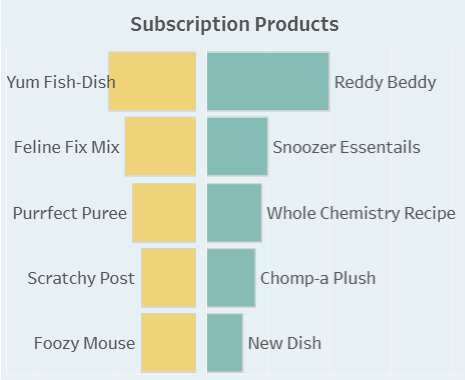 Subscription Products
Yum Fish-Dish
Reddy Beddy
Feline Fix Mix
Snoozer Essentails
Purrfect Puree
Whole Chemistry Recipe
Scratchy Post
Chomp-a Plush
Foozy Mouse
New Dish